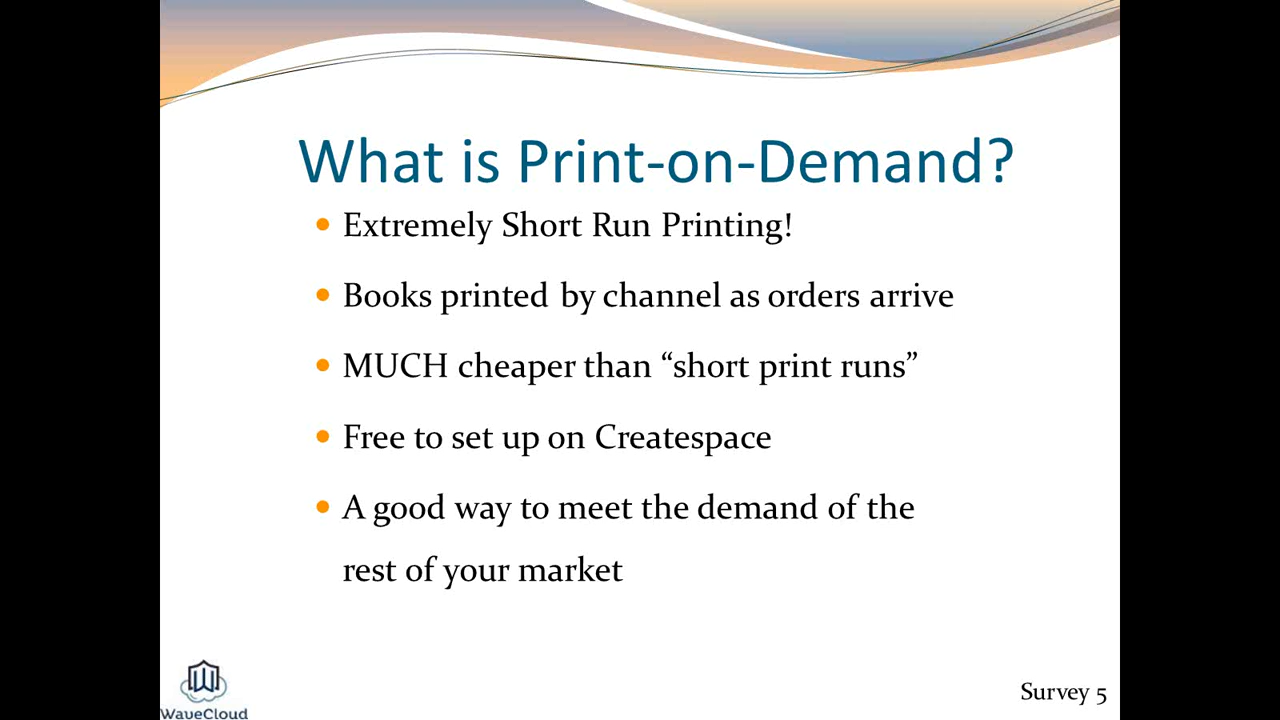 What is Print-on-Demand?
Extremely Short Run Printing!
Books printed by channel as orders arrive
MUCH cheaper than “short print runs”
Free to set up on Createspace
A good way to meet the demand of the
rest of your market
WaveCloud
Survey 5